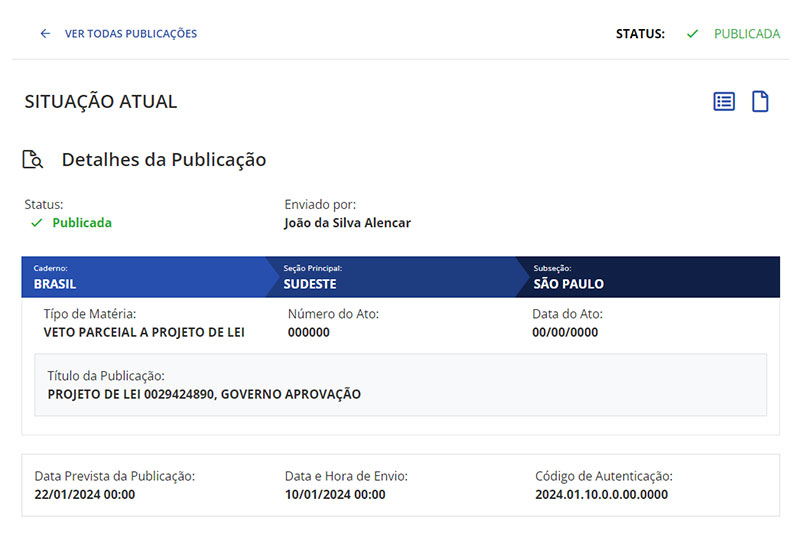 VER TODAS PUBLICAÇÕES
STATUS: PUBLICADA
SITUAÇÃO ATUAL
Detalhes da Publicação
Status: Enviado por:
Publicada João da Silva Alencar
Caderno: Seção Principal: Subseção:
BRASIL SUDESTE SÃO PAULO
Típo de Matéria: Número do Ato: Data do Ato:
VETO PARCEIAL A PROJETO DE LEI 000000 00/00/0000
Título da Publicação:
PROJETO DE LEI 0029424890, GOVERNO APROVAÇÃO
Data Prevista da Publicação: Data e Hora de Envio: Código de Autenticação:
22/01/2024 00:00 10/01/2024 00:00 2024.01.10.0.0.00.0000